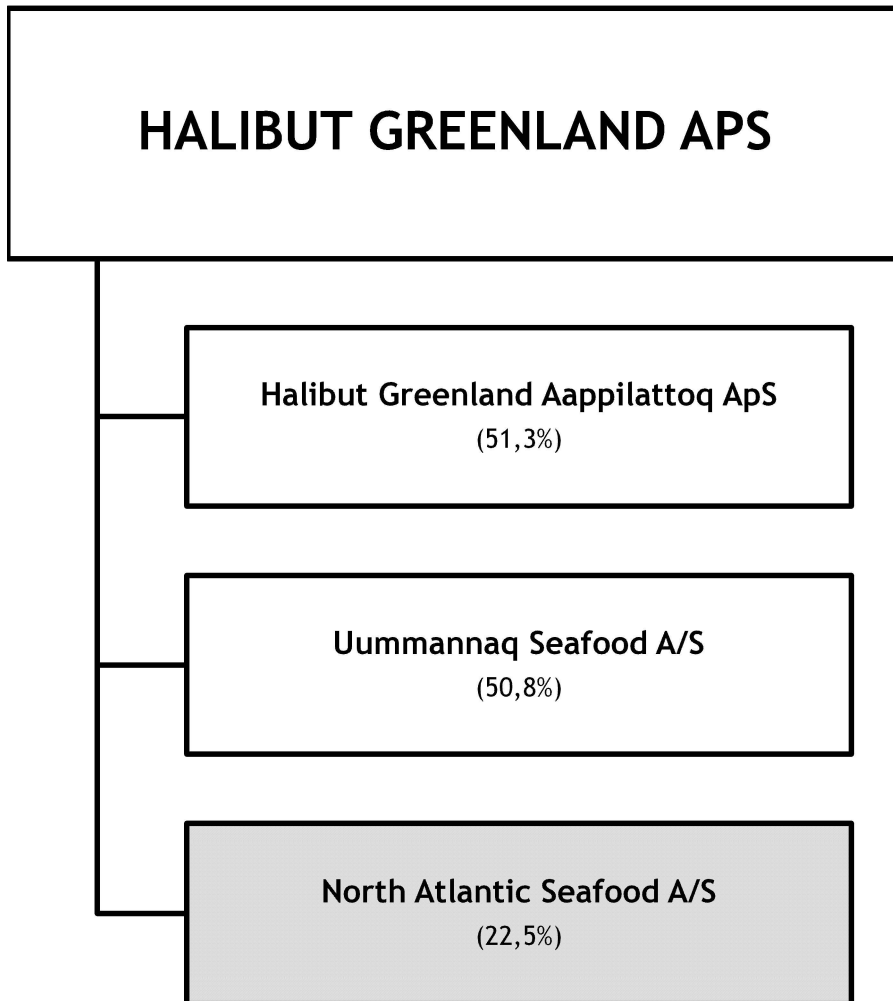 HALIBUT GREENLAND APS
Halibut Greenland Aappilattoq ApS
(51,3%)
Uummannaq Seafood A/S
(50,8%)
North Atlantic Seafood A/S
(22,5%)